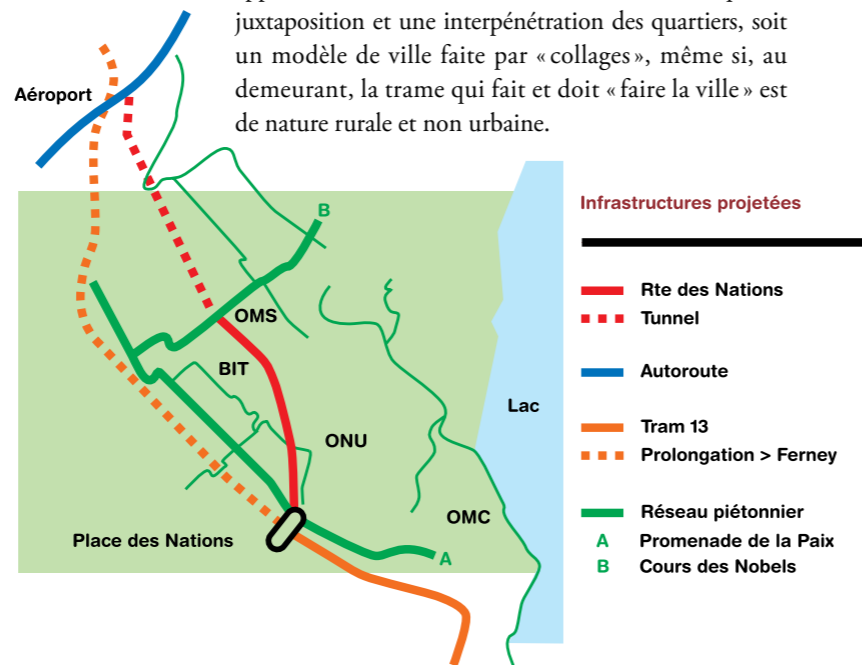 juxtaposition et une interpénétration des quartiers, soit
un modèle de ville faite par « collages », même si, au
demeurant, la trame qui fait et doit « faire la ville » est
de nature rurale et non urbaine.
Aéroport
B
OMS
BIT
ONU
Lac
OMC
Place des Nations
A
Infrastructures projetées
Rte des Nations
Tunnel
Autoroute
Tram 13
Prolongation > Ferney
Réseau piétonnier
A Promenade de la Paix
B Cours des Nobels